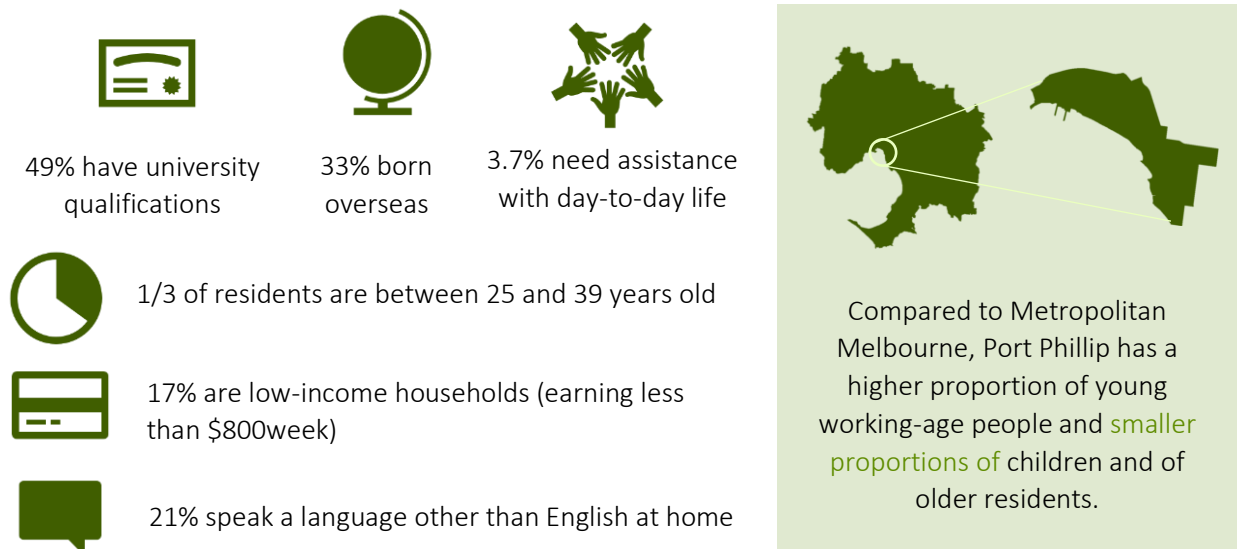 49% have university
qualifications
33% born
overseas
3.7% need assistance
with day-to-day life
1/3 of residents are between 25 and 39 years old
17% are low-income households (earning less
than $800week)
21% speak a language other than English at home
Compared to Metropolitan
Melbourne, Port Phillip has a
higher proportion of young
working-age people and smaller
proportions of children and of
older residents.